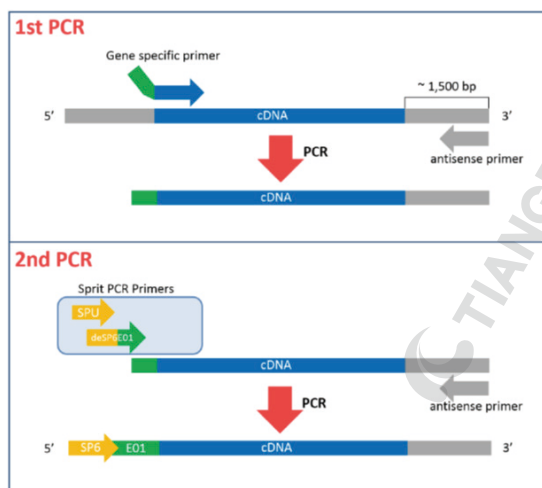 1st PCR
Gene specific primer
~ 1,500 bp
5’
cDNA
3’
PCR
antisense primer
cDNA
2nd PCR
Sprit PCR Primers
SPU
deSP6E01
cDNA
PCR
antisense primer
5’
SP6
E01
cDNA
3’
TIANG